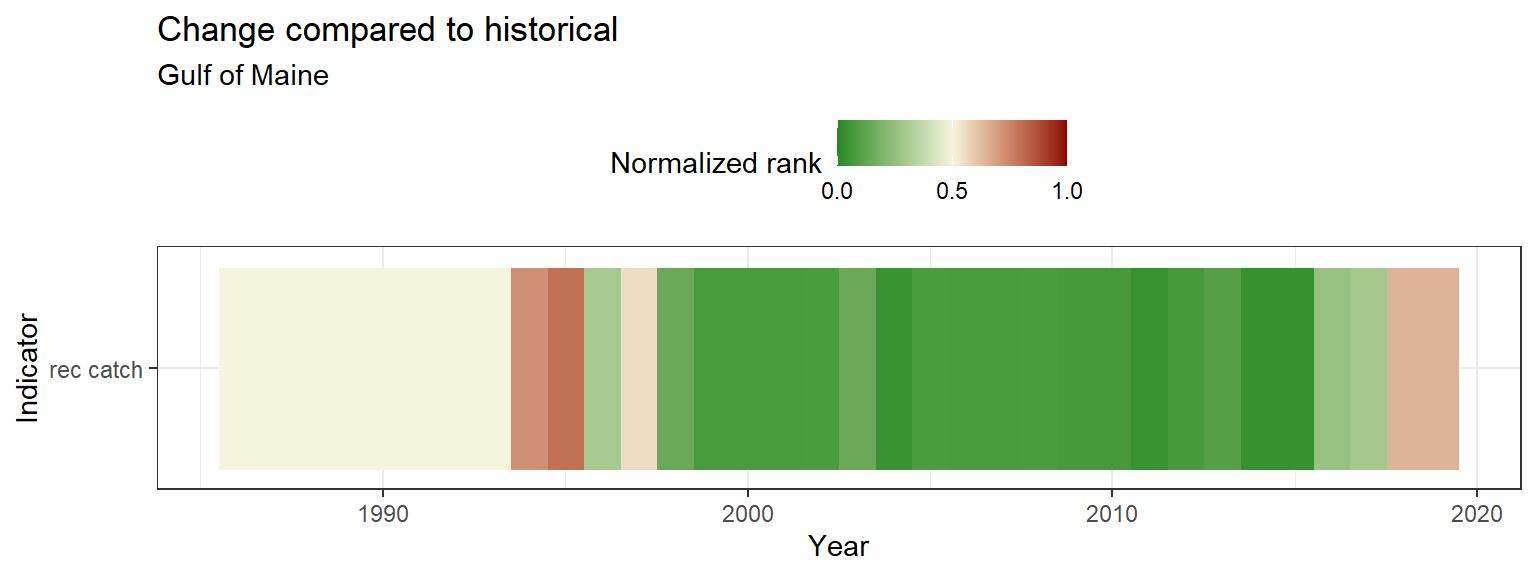 Change compared to historical
Gulf of Maine
Normalized rank
0.0 0.5 1.0
Indicator
rec catch
1990 2000 2010 2020
Year